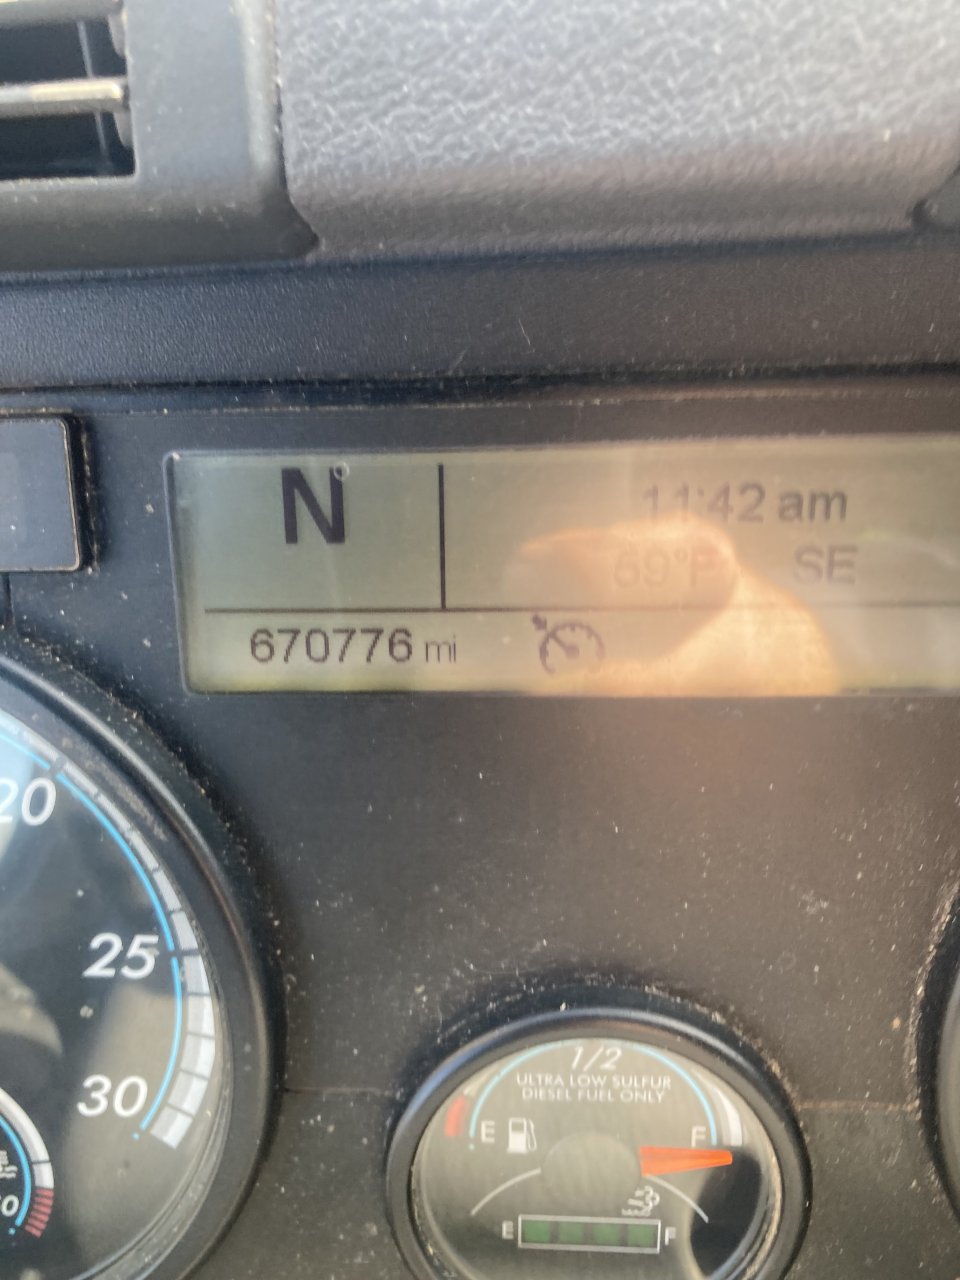 N
11:42 am
69°F SE
670776 mi
20
25
30
1/2
ULTRA LOW SULFUR
DIESEL FUEL ONLY
E F
E F